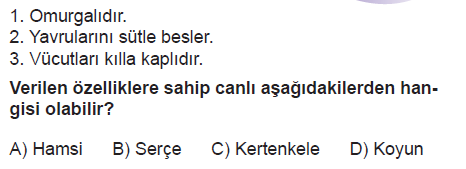 1. Omurgalıdır.
2. Yavrularını sütle besler.
3. Vücutları kılla kaplıdır.
Verilen özelliklere sahip canlı aşağıdakilerden han-
gisi olabilir?
A) Hamsi B) Serçe C) Kertenkele D) Koyun